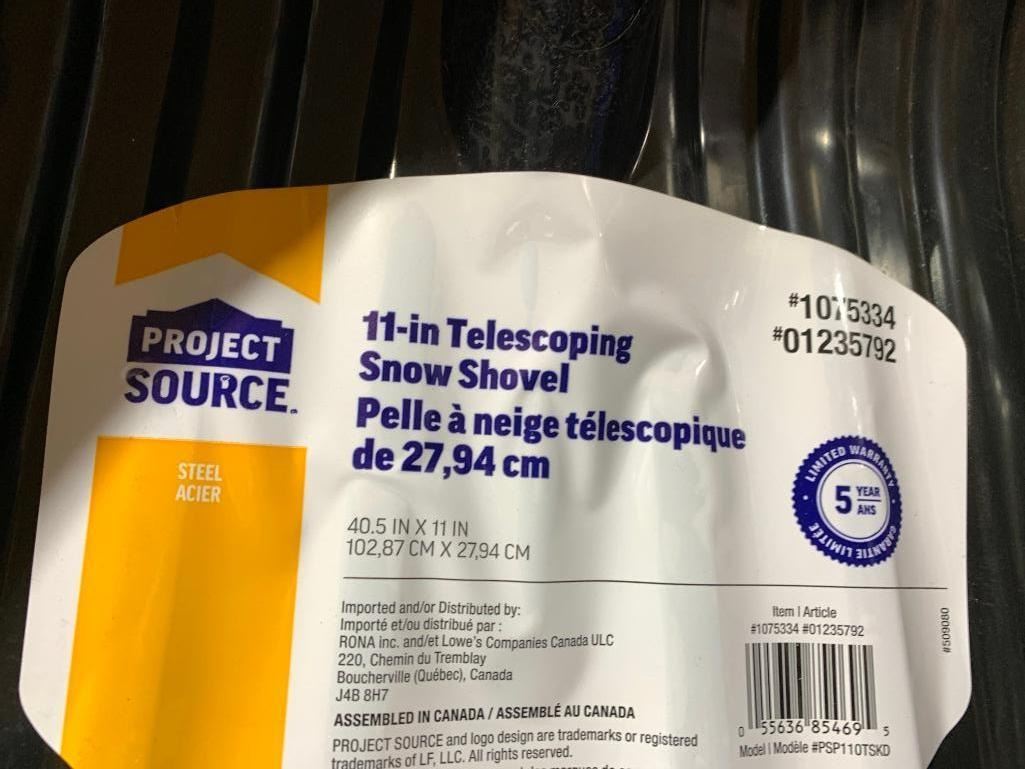 PROJECT
SOURCE™
STEEL
ACIER
11-in Telescoping
Snow Shovel
Pelle à neige télescopique
de 27,94 cm
40.5 IN X 11 IN
102,87 CM X 27,94 CM
#1075334
#01235792
LIMITED WARRANTY
5 YEAR
ANS
GARANTIE LIMITÉE
Imported and/or Distributed by:
Importé et/ou distribué par :
RONA inc. and/et Lowe's Companies Canada ULC
220, Chemin du Tremblay
Boucherville (Québec), Canada
J4B 8H7
ASSEMBLED IN CANADA / ASSEMBLÉ AU CANADA
PROJECT SOURCE and logo design are trademarks or registered
trademarks of LF, LLC. All rights reserved.
Item | Article
#1075334 #01235792
0 55636 85469 5
Model | Modèle #PSP110TSKD
#509080